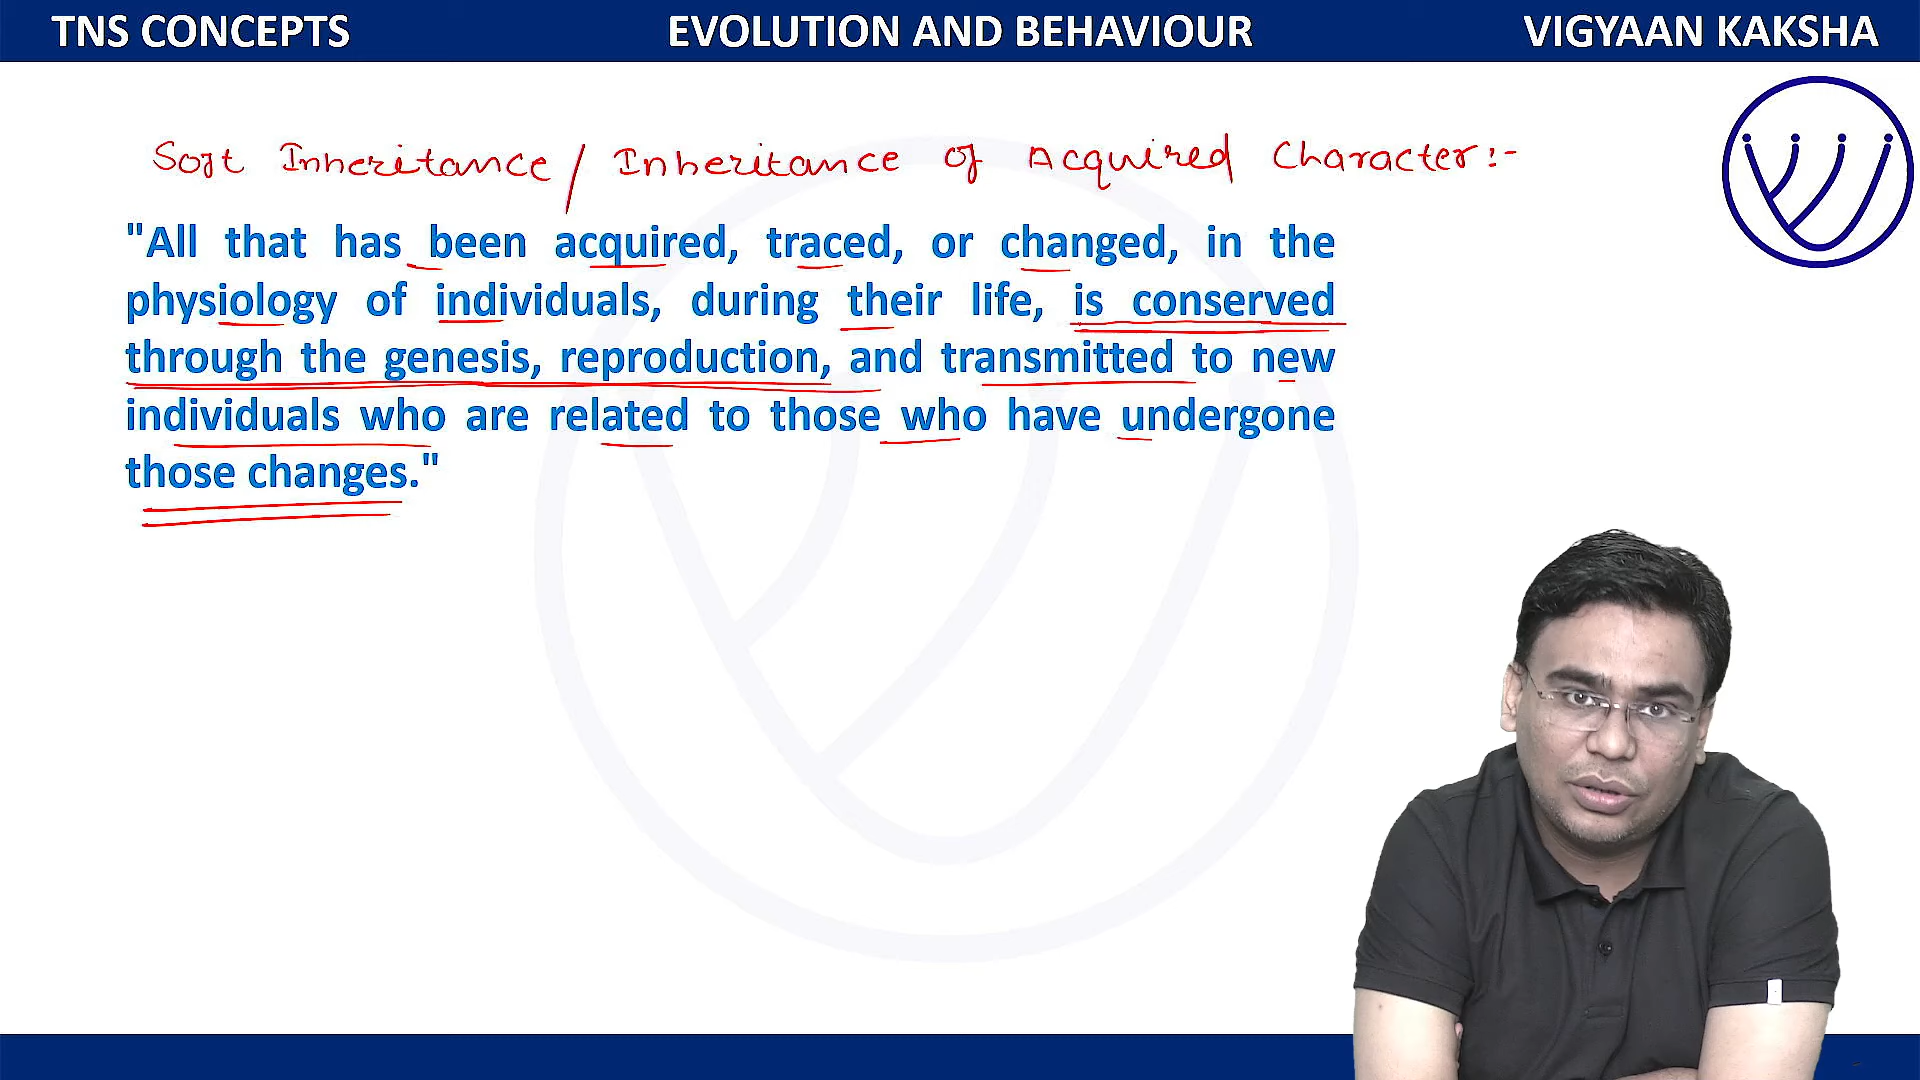 TNS CONCEPTS EVOLUTION AND BEHAVIOUR VIGYAAN KAKSHA
Soft Inheritance / Inheritance of Acquired Character:-
"All that has been acquired, traced, or changed, in the
physiology of individuals, during their life, is conserved
through the genesis, reproduction, and transmitted to new
individuals who are related to those who have undergone
those changes."